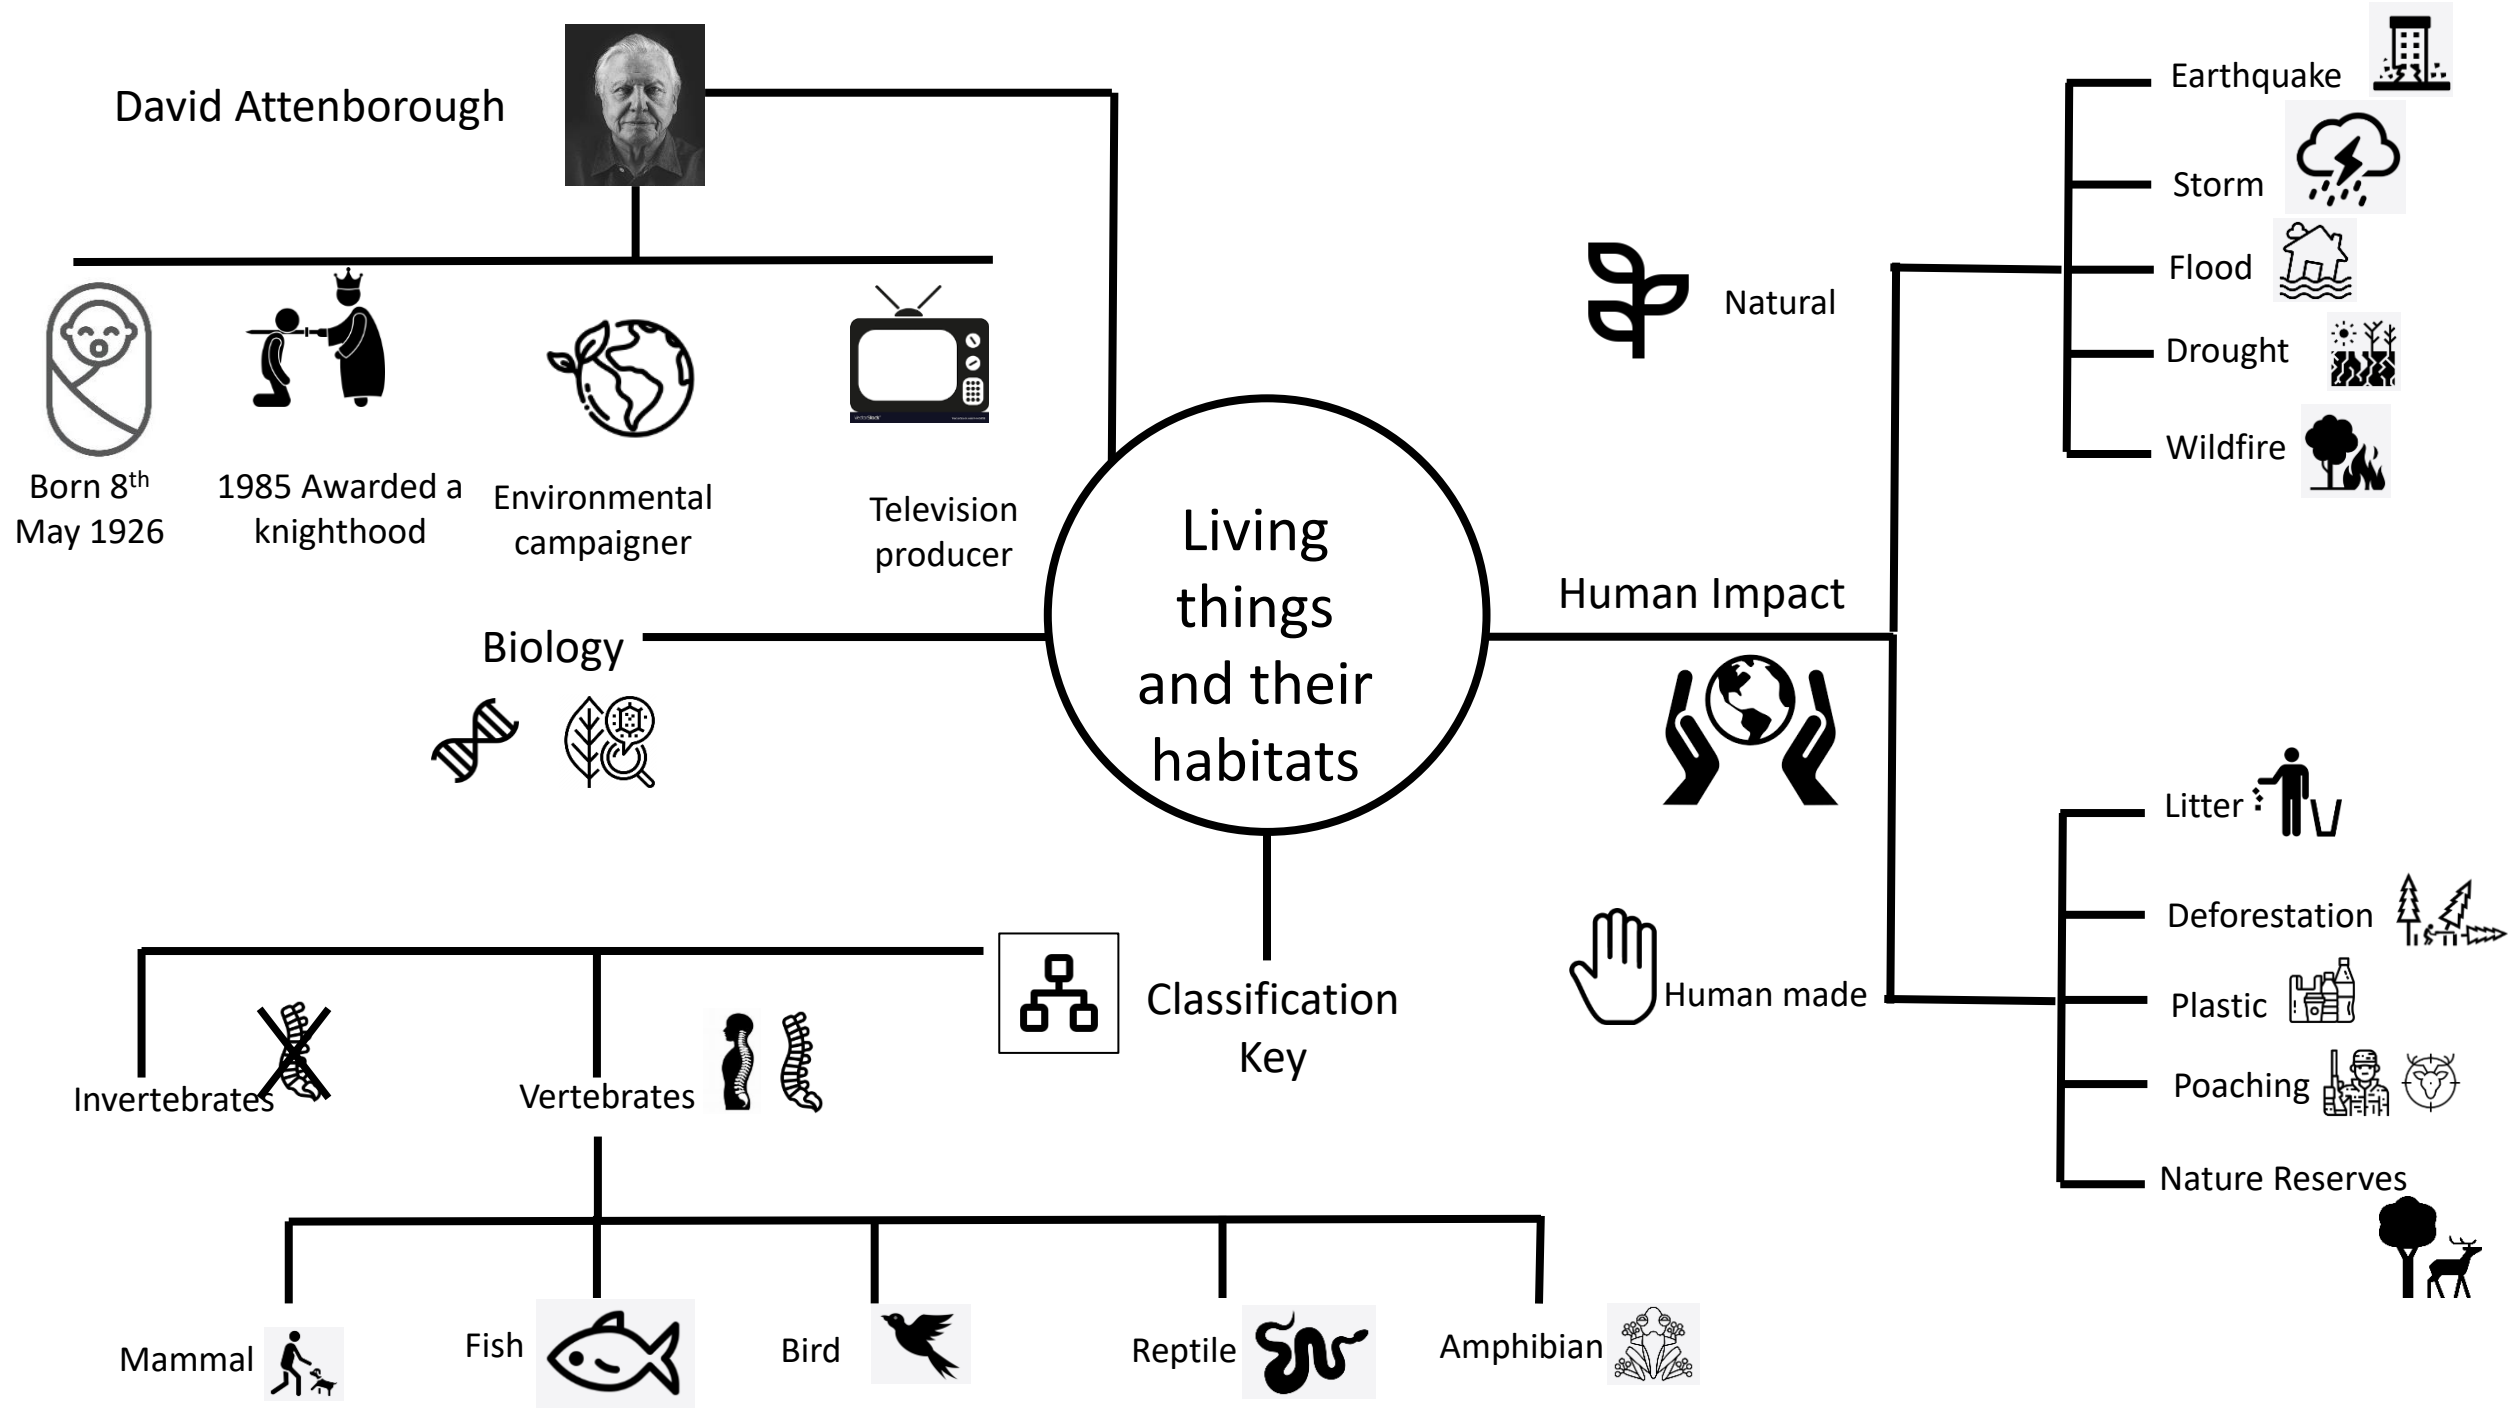 David Attenborough
Born 8th
May 1926
1985 Awarded a
knighthood
Environmental
campaigner
Television
producer
Biology
Living
things
and their
habitats
Human Impact
Natural
Earthquake
Storm
Flood
Drought
Wildfire
Human made
Litter
Deforestation
Plastic
Poaching
Nature Reserves
Classification
Key
Invertebrates
Vertebrates
Mammal
Fish
Bird
Reptile
Amphibian